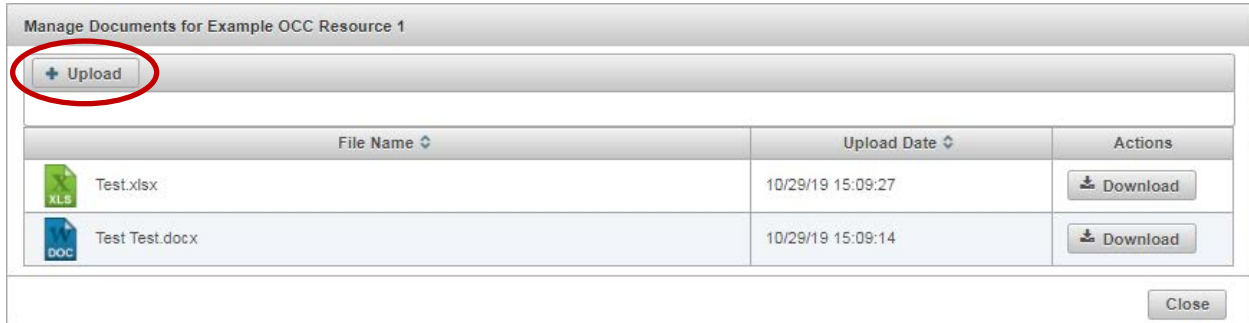 Manage Documents for Example OCC Resource 1
+ Upload
File Name Upload Date Actions
XLS Test.xlsx 10/29/19 15:09:27 Download
DOC Test Test.docx 10/29/19 15:09:14 Download
Close